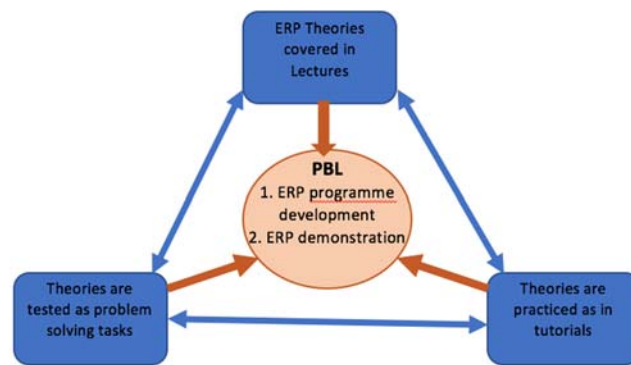 ERP Theories
covered in
Lectures
PBL
1. ERP programme
development
2. ERP demonstration
Theories are
tested as problem
solving tasks
Theories are
practiced as in
tutorials